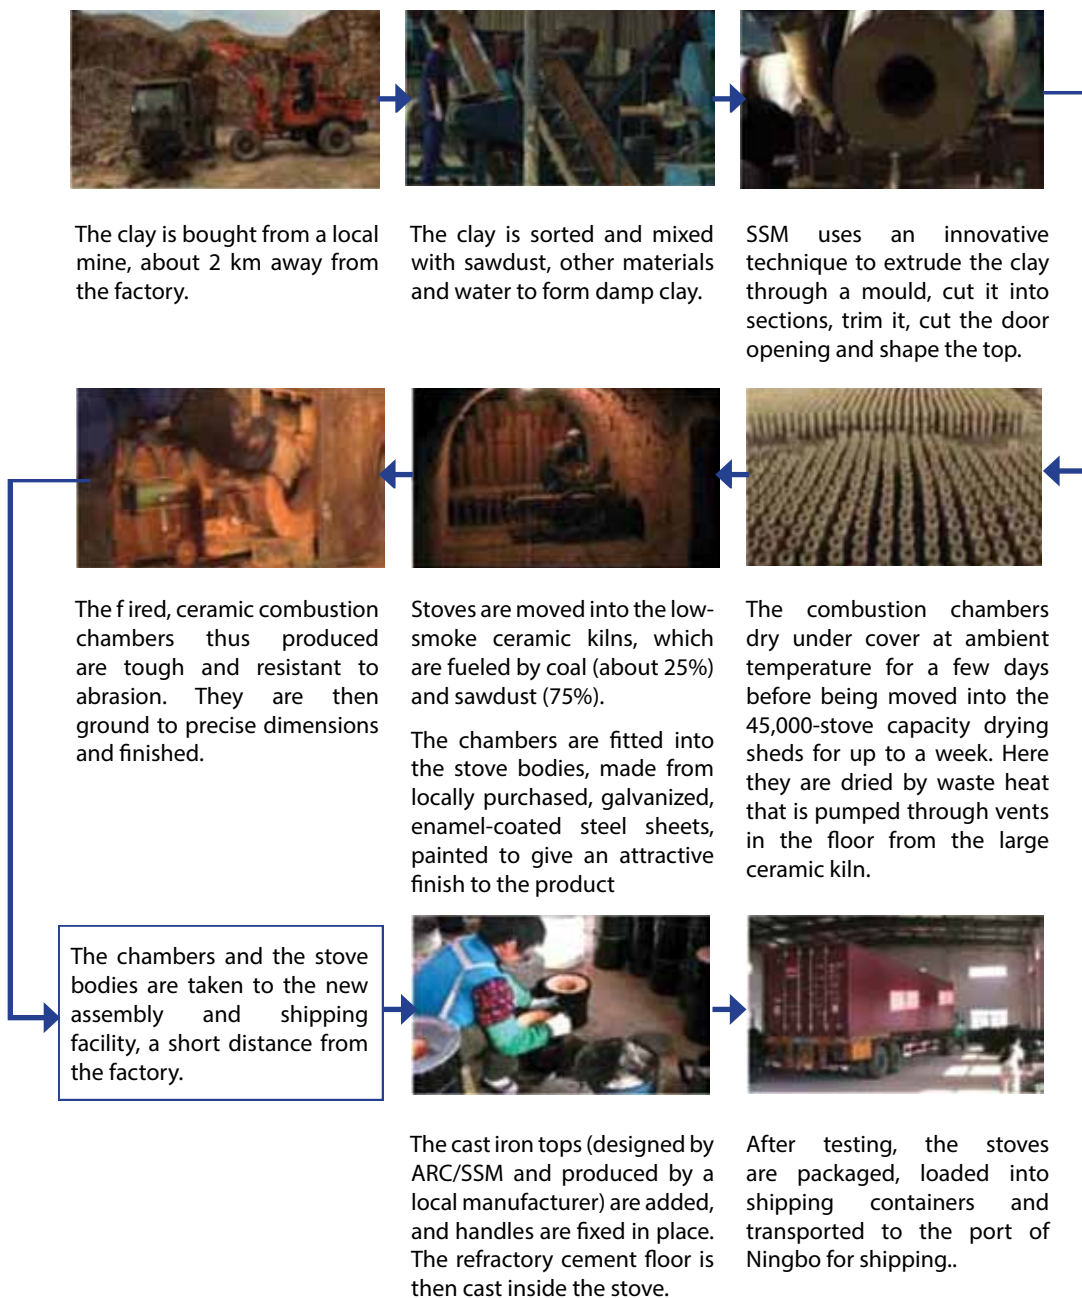 The clay is bought from a local
mine, about 2 km away from
the factory.
The clay is sorted and mixed
with sawdust, other materials
and water to form damp clay.
SSM uses an innovative
technique to extrude the clay
through a mould, cut it into
sections, trim it, cut the door
opening and shape the top.
The f ired, ceramic combustion
chambers thus produced
are tough and resistant to
abrasion. They are then
ground to precise dimensions
and finished.
Stoves are moved into the low-
smoke ceramic kilns, which
are fueled by coal (about 25%)
and sawdust (75%).
The chambers are fitted into
the stove bodies, made from
locally purchased, galvanized,
enamel-coated steel sheets,
painted to give an attractive
finish to the product
The combustion chambers
dry under cover at ambient
temperature for a few days
before being moved into the
45,000-stove capacity drying
sheds for up to a week. Here
they are dried by waste heat
that is pumped through vents
in the floor from the large
ceramic kiln.
The chambers and the stove
bodies are taken to the new
assembly and shipping
facility, a short distance from
the factory.
The cast iron tops (designed by
ARC/SSM and produced by a
local manufacturer) are added,
and handles are fixed in place.
The refractory cement floor is
then cast inside the stove.
After testing, the stoves
are packaged, loaded into
shipping containers and
transported to the port of
Ningbo for shipping..